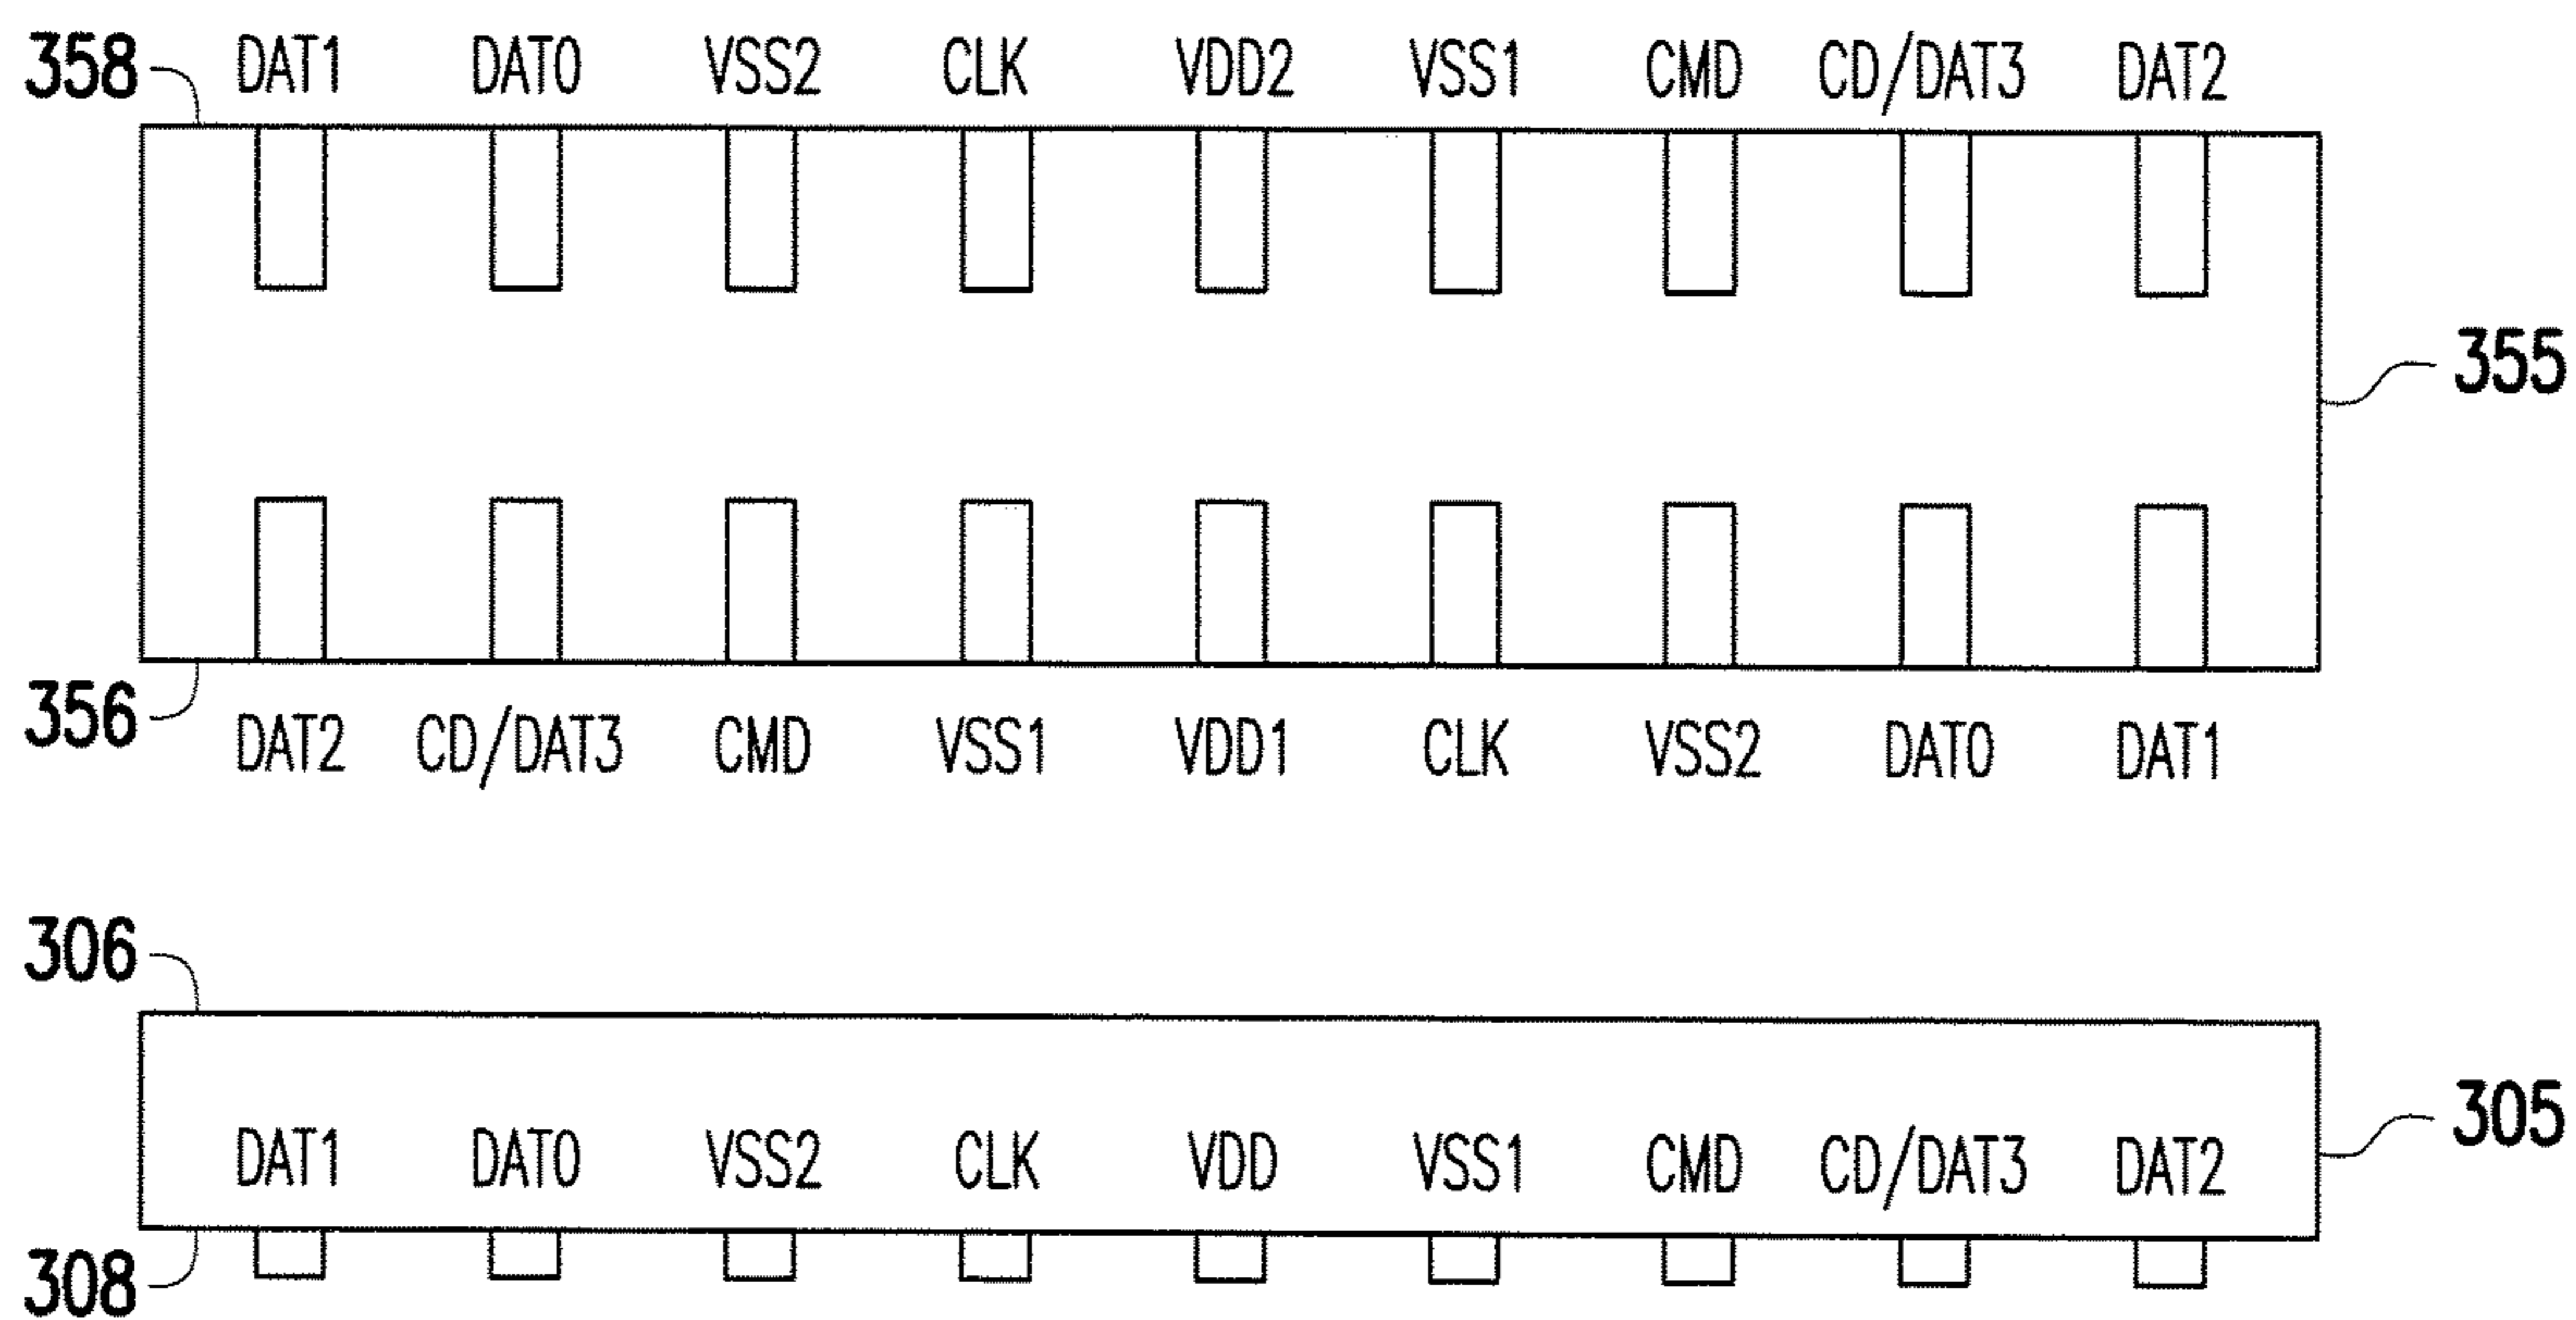 358 DAT1 DAT0 VSS2 CLK VDD2 VSS1 CMD CD/DAT3 DAT2
355
356 DAT2 CD/DAT3 CMD VSS1 VDD1 CLK VSS2 DAT0 DAT1
306
305
DAT1 DAT0 VSS2 CLK VDD VSS1 CMD CD/DAT3 DAT2
308